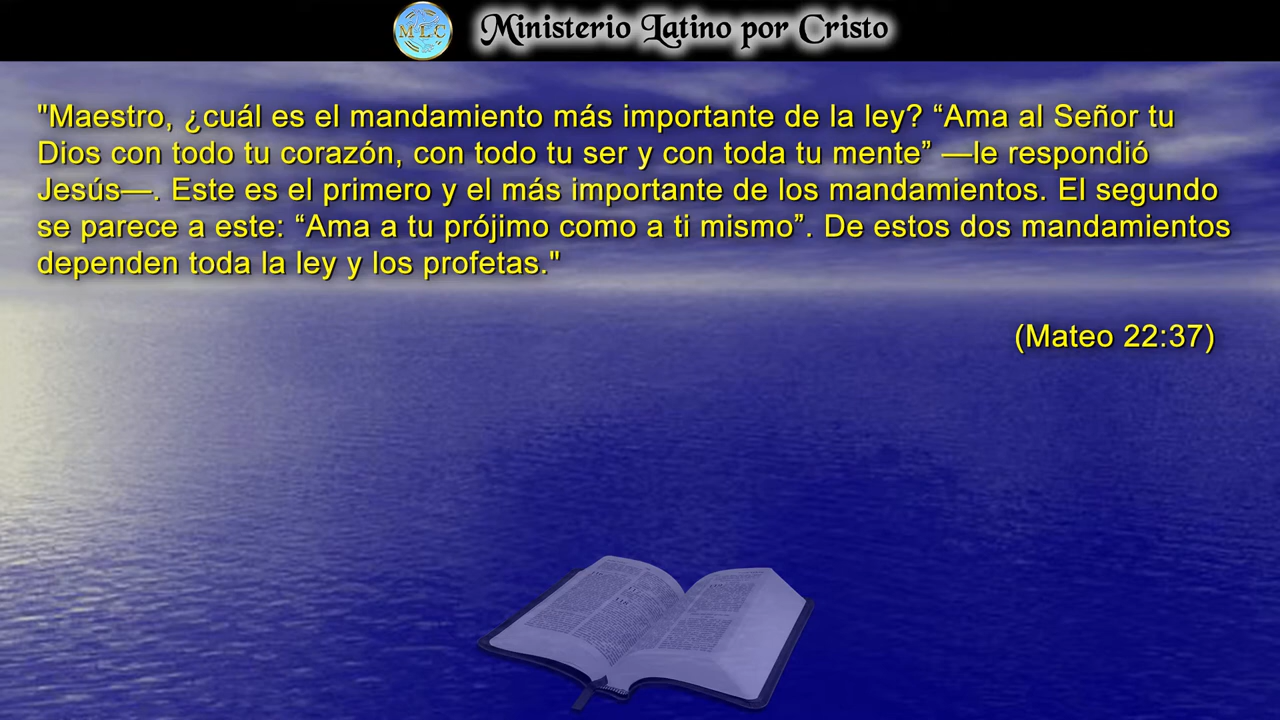 MLC
Ministerio Latino por Cristo
"Maestro, ¿cuál es el mandamiento más importante de la ley? “Ama al Señor tu
Dios con todo tu corazón, con todo tu ser y con toda tu mente” —le respondió
Jesús—. Este es el primero y el más importante de los mandamientos. El segundo
se parece a este: “Ama a tu prójimo como a ti mismo”. De estos dos mandamientos
dependen toda la ley y los profetas."
(Mateo 22:37)